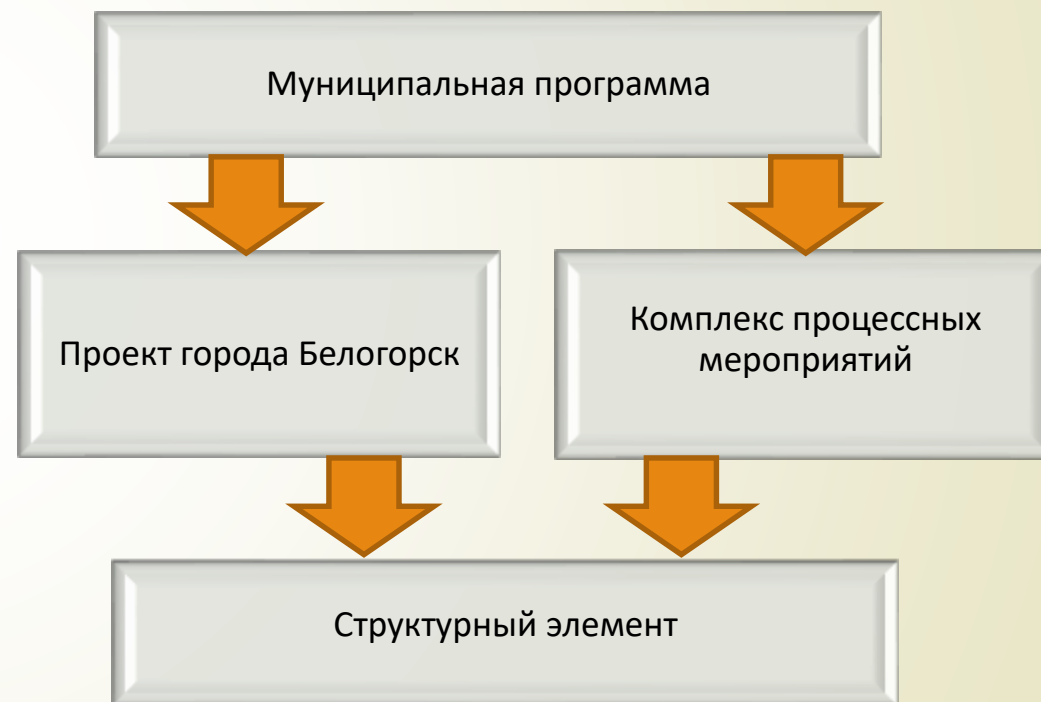 Муниципальная программа
Проект города Белогорск
Комплекс процессных
мероприятий
Структурный элемент